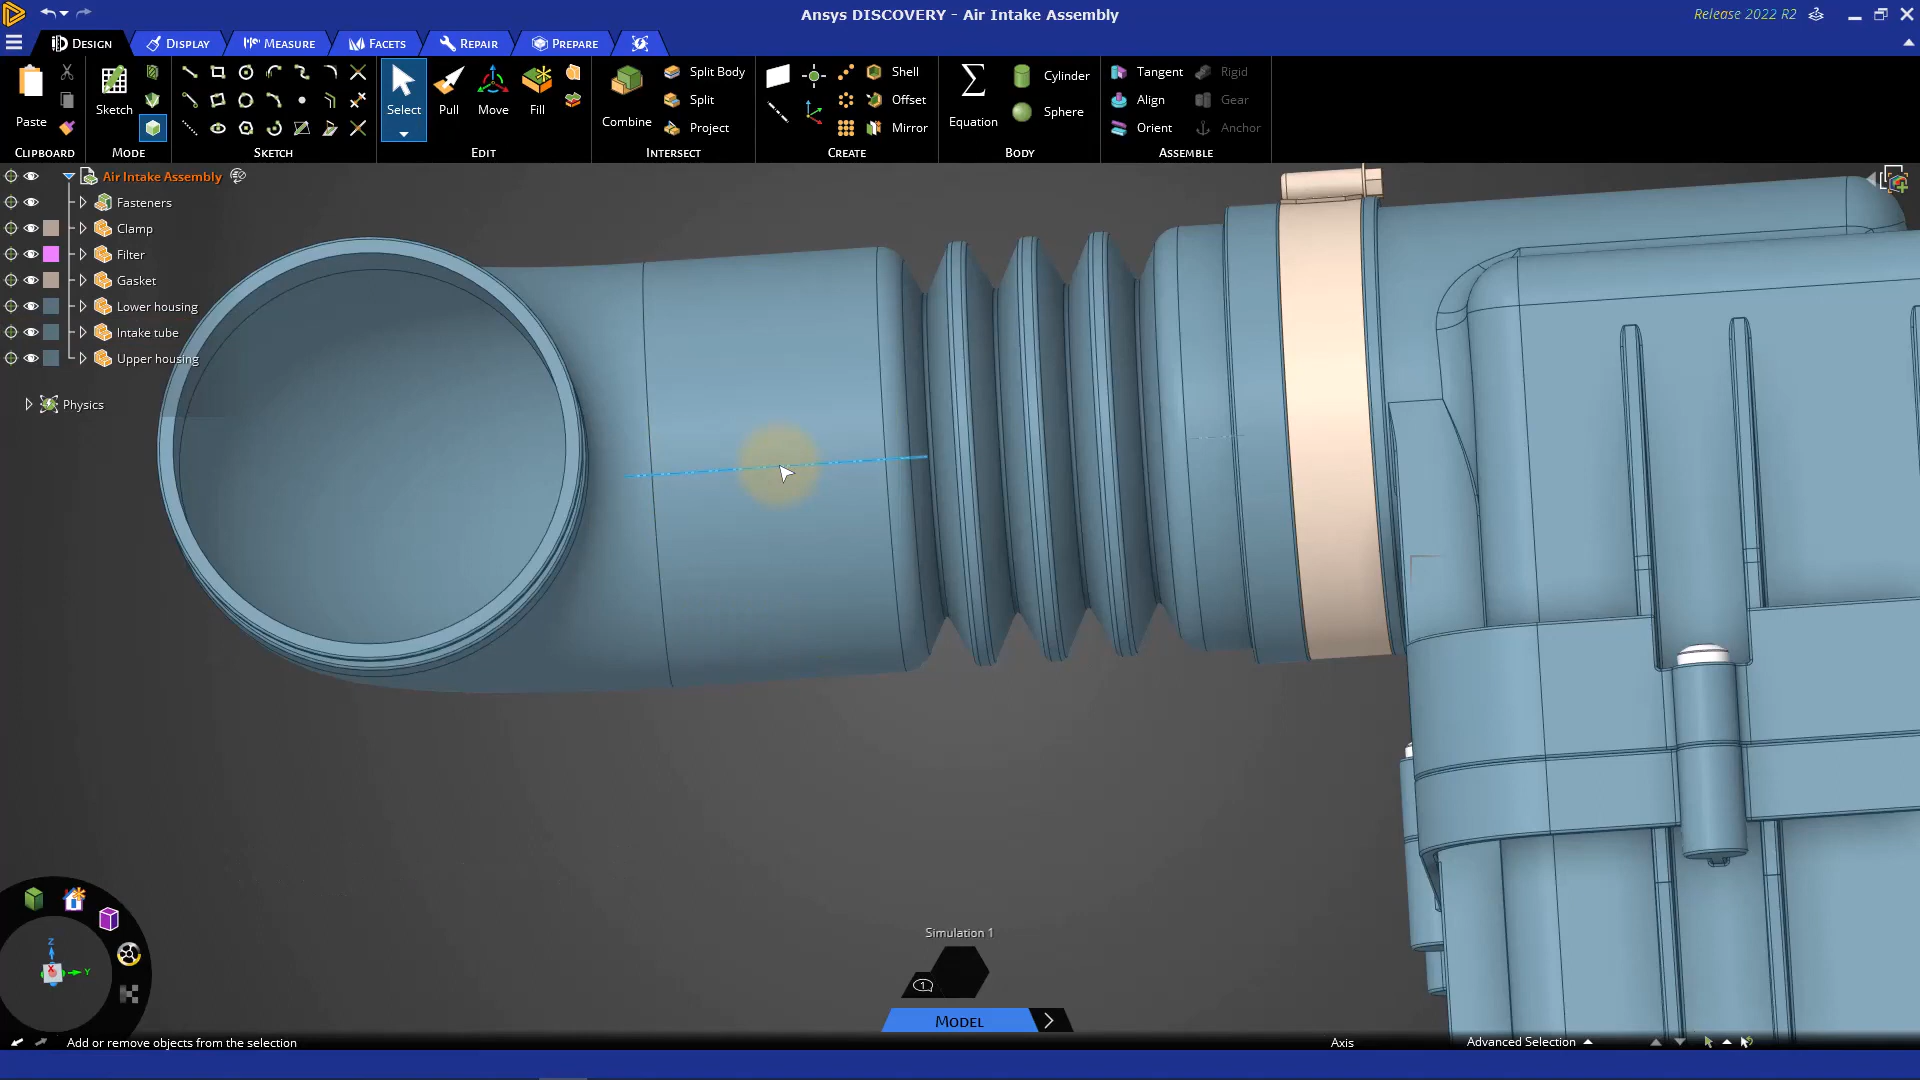 Ansys DISCOVERY - Air Intake Assembly
Release 2022 R2
Design
Display
Measure
Facets
Repair
Prepare
Paste
Sketch
Select
Pull
Move
Fill
Combine
Split Body
Split
Project
Shell
Offset
Mirror
Equation
Cylinder
Sphere
Tangent
Align
Orient
Rigid
Gear
Anchor
Clipboard
Mode
Sketch
Edit
Intersect
Create
Body
Assemble
Air Intake Assembly
Fasteners
Clamp
Filter
Gasket
Lower housing
Intake tube
Upper housing
Physics
Z
X
Y
Simulation 1
1
Model
Add or remove objects from the selection
Axis
Advanced Selection